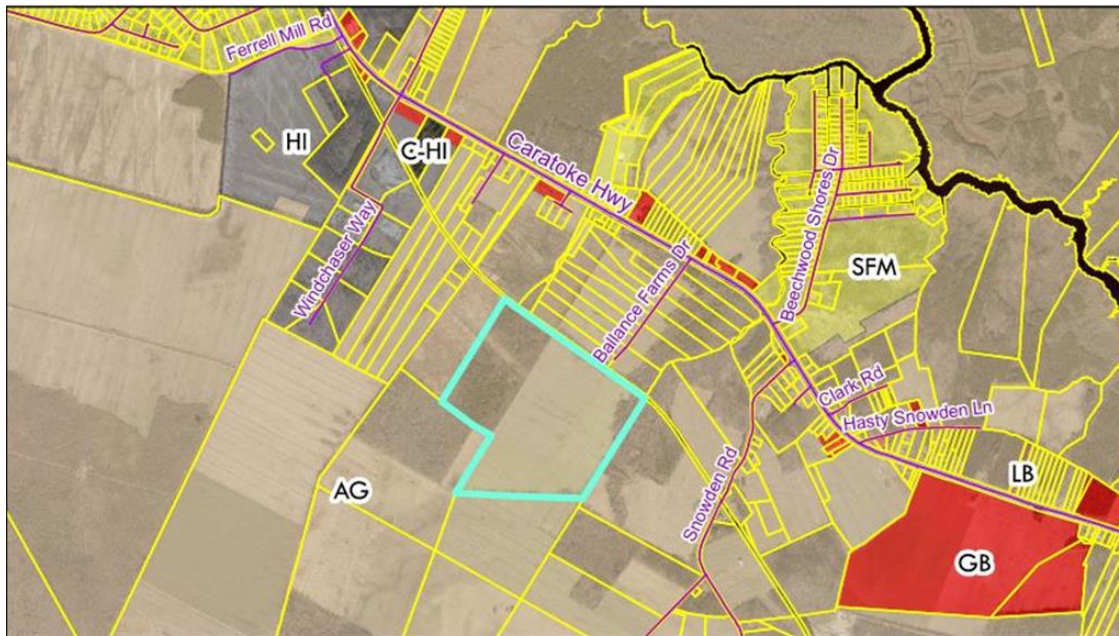 Ferrell Mill Rd
HI
C-HI
Caratoke Hwy
Windchaser Way
Ballance Farms Dr
Beechwood Shores Dr
SFM
Clark Rd
Hasty Snowden Ln
Snowden Rd
AG
LB
GB